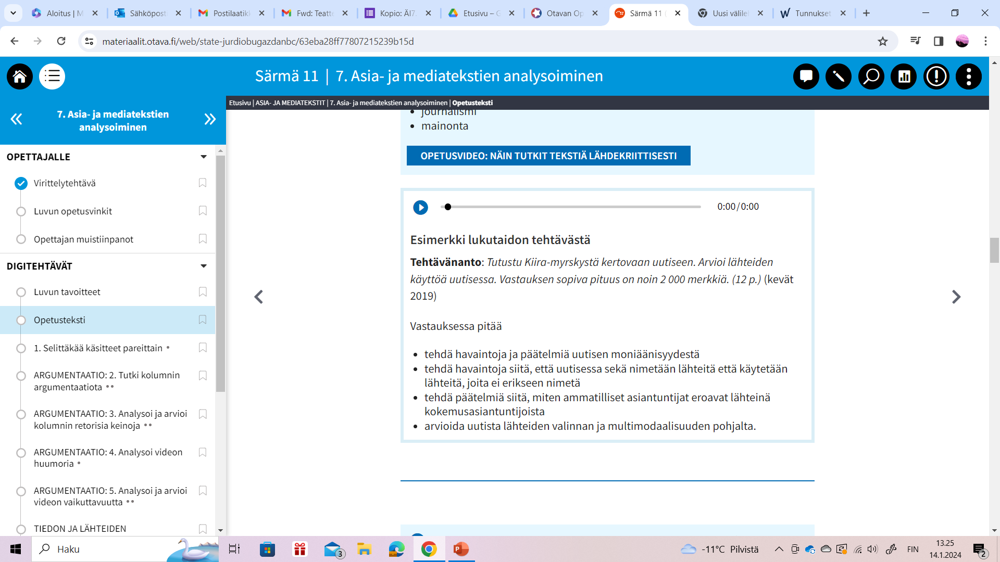 Aloitus | M
Sähköpost
Postilaatikk
Fwd: Teatte
Kopio: ÄI7.
Etusivu – G
Otavan Op
Särmä 11 (
Uusi välileh
Tunnukset
materiaalit.otava.fi/web/state-jurdiobugazdanbc/63eba28ff77807215239b15d
Särmä 11 | 7. Asia- ja mediatekstien analysoiminen
Etusivu | ASIA- JA MEDIATEKSTIT | 7. Asia- ja mediatekstien analysoiminen | Opetusteksti
7. Asia- ja mediatekstien
analysoiminen
OPETTAJALLE
Virittelytehtävä
Luvun opetusvinkit
Opettajan muistiinpanot
DIGITEHTÄVÄT
Luvun tavoitteet
Opetusteksti
1. Selittäkää käsitteet pareittain •
ARGUMENTAATIO: 2. Tutki kolumnin
argumentaatiota ••
ARGUMENTAATIO: 3. Analysoi ja arvioi
kolumnin retorisia keinoja ••
ARGUMENTAATIO: 4. Analysoi videon
huumoria •
ARGUMENTAATIO: 5. Analysoi ja arvioi
videon vaikuttavuutta ••
TIEDON JA LÄHTEIDEN
• journalismi
• mainonta
OPETUSVIDEO: NÄIN TUTKIT TEKSTIÄ LÄHDEKRIITTISESTI
0:00/0:00
Esimerkki lukutaidon tehtävästä
Tehtävänanto: Tutustu Kiira-myrskystä kertovaan uutiseen. Arvioi lähteiden
käyttöä uutisessa. Vastauksen sopiva pituus on noin 2 000 merkkiä. (12 p.) (kevät
2019)
Vastauksessa pitää
• tehdä havaintoja ja päätelmiä uutisen moniäänisyydestä
• tehdä havaintoja siitä, että uutisessa sekä nimetään lähteitä että käytetään
lähteitä, joita ei erikseen nimetä
• tehdä päätelmiä siitä, miten ammatilliset asiantuntijat eroavat lähteinä
kokemusasiantuntijoista
• arvioida uutista lähteiden valinnan ja multimodaalisuuden pohjalta.
Haku
3
P
-11°C Pilvistä
FIN
13.25
14.1.2024
2